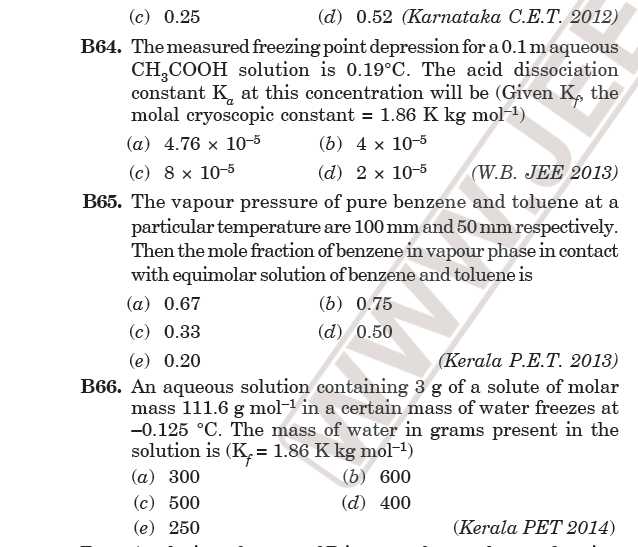 (c) 0.25 (d) 0.52 (Karnataka C.E.T. 2012)
B64. The measured freezing point depression for a 0.1 m aqueous
CH₃COOH solution is 0.19°C. The acid dissociation
constant Kₐ at this concentration will be (Given K_f, the
molal cryoscopic constant = 1.86 K kg mol⁻¹)
(a) 4.76 × 10⁻⁵ (b) 4 × 10⁻⁵
(c) 8 × 10⁻⁵ (d) 2 × 10⁻⁵ (W.B. JEE 2013)
B65. The vapour pressure of pure benzene and toluene at a
particular temperature are 100 mm and 50 mm respectively.
Then the mole fraction of benzene in vapour phase in contact
with equimolar solution of benzene and toluene is
(a) 0.67 (b) 0.75
(c) 0.33 (d) 0.50
(e) 0.20 (Kerala P.E.T. 2013)
B66. An aqueous solution containing 3 g of a solute of molar
mass 111.6 g mol⁻¹ in a certain mass of water freezes at
–0.125 °C. The mass of water in grams present in the
solution is (K_f = 1.86 K kg mol⁻¹)
(a) 300 (b) 600
(c) 500 (d) 400
(e) 250 (Kerala PET 2014)
WWW.JEE